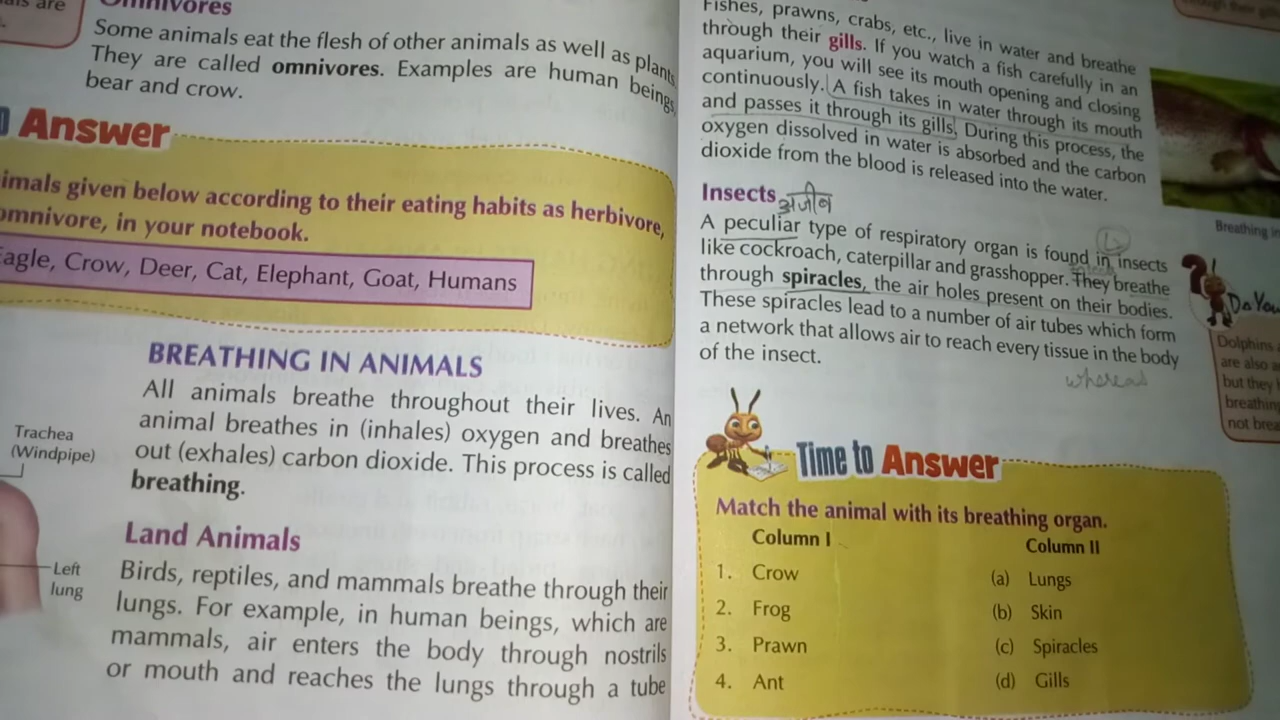 Omnivores
Some animals eat the flesh of other animals as well as plants.
They are called omnivores. Examples are human beings,
bear and crow.
Answer
imals given below according to their eating habits as herbivore,
omnivore, in your notebook.
Eagle, Crow, Deer, Cat, Elephant, Goat, Humans
BREATHING IN ANIMALS
All animals breathe throughout their lives. An
animal breathes in (inhales) oxygen and breathes
out (exhales) carbon dioxide. This process is called
breathing.
Trachea
(Windpipe)
Left
lung
Land Animals
Birds, reptiles, and mammals breathe through their
lungs. For example, in human beings, which are
mammals, air enters the body through nostrils
or mouth and reaches the lungs through a tube
Fishes, prawns, crabs, etc., live in water and breathe
through their gills. If you watch a fish carefully in an
aquarium, you will see its mouth opening and closing
continuously. A fish takes in water through its mouth
and passes it through its gills. During this process, the
oxygen dissolved in water is absorbed and the carbon
dioxide from the blood is released into the water.
Breathing in
Insects
अजीब
A peculiar type of respiratory organ is found in insects
like cockroach, caterpillar and grasshopper. They breathe
through spiracles, the air holes present on their bodies.
These spiracles lead to a number of air tubes which form
a network that allows air to reach every tissue in the body
of the insect.
whereas
Do You
Dolphins
are also a
but they
breathing
not brea
Time to Answer
Match the animal with its breathing organ.
Column I Column II
1. Crow (a) Lungs
2. Frog (b) Skin
3. Prawn (c) Spiracles
4. Ant (d) Gills